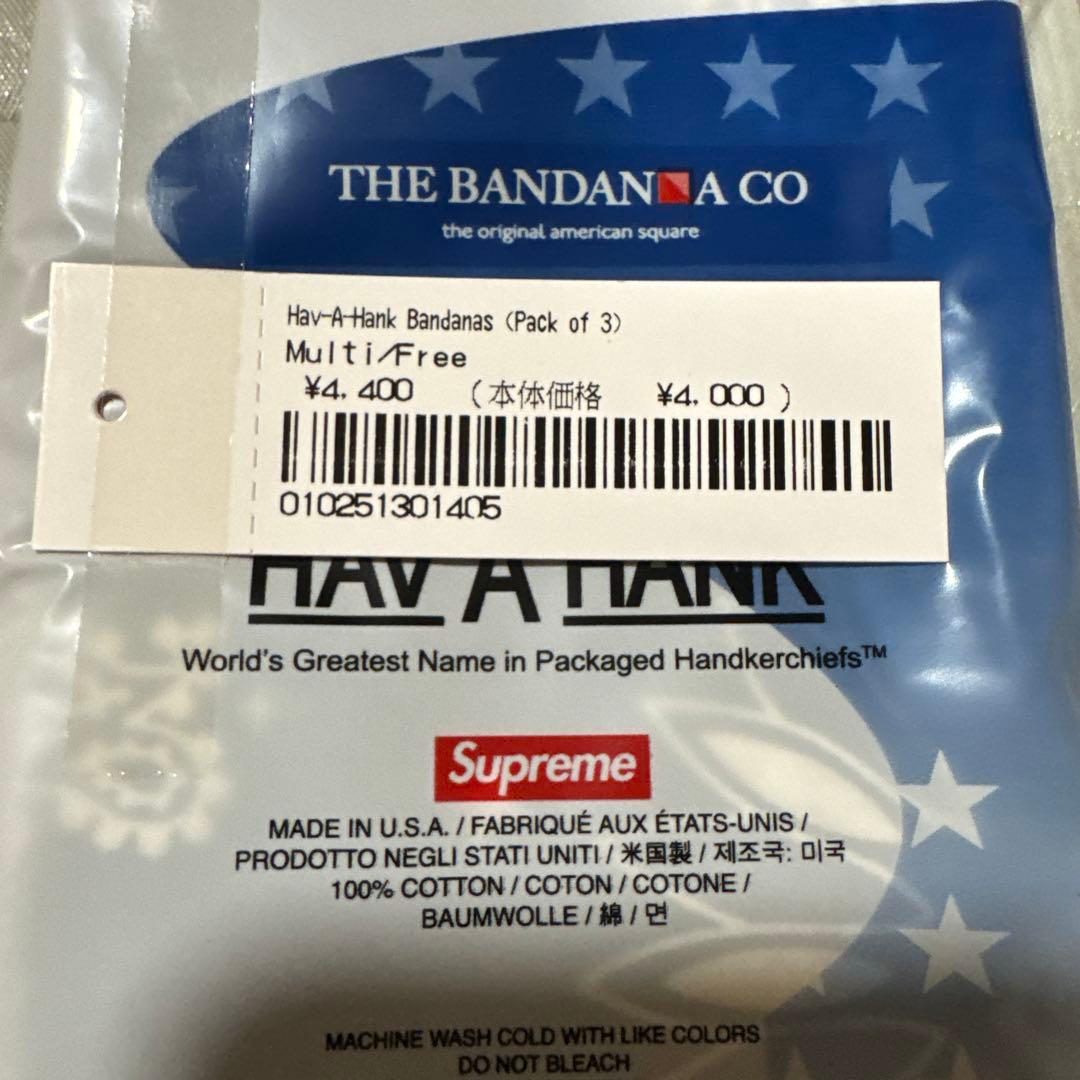 THE BANDANA CO
the original american square
Hav-A-Hank Bandanas (Pack of 3)
Multi/Free
¥4,400 (本体価格 ¥4,000)
010251301405
HAV A HANK
World's Greatest Name in Packaged Handkerchiefs™
Supreme
MADE IN U.S.A. / FABRIQUÉ AUX ÉTATS-UNIS /
PRODOTTO NEGLI STATI UNITI / 米国製 / 제조국: 미국
100% COTTON / COTON / COTONE /
BAUMWOLLE / 綿 / 면
MACHINE WASH COLD WITH LIKE COLORS
DO NOT BLEACH